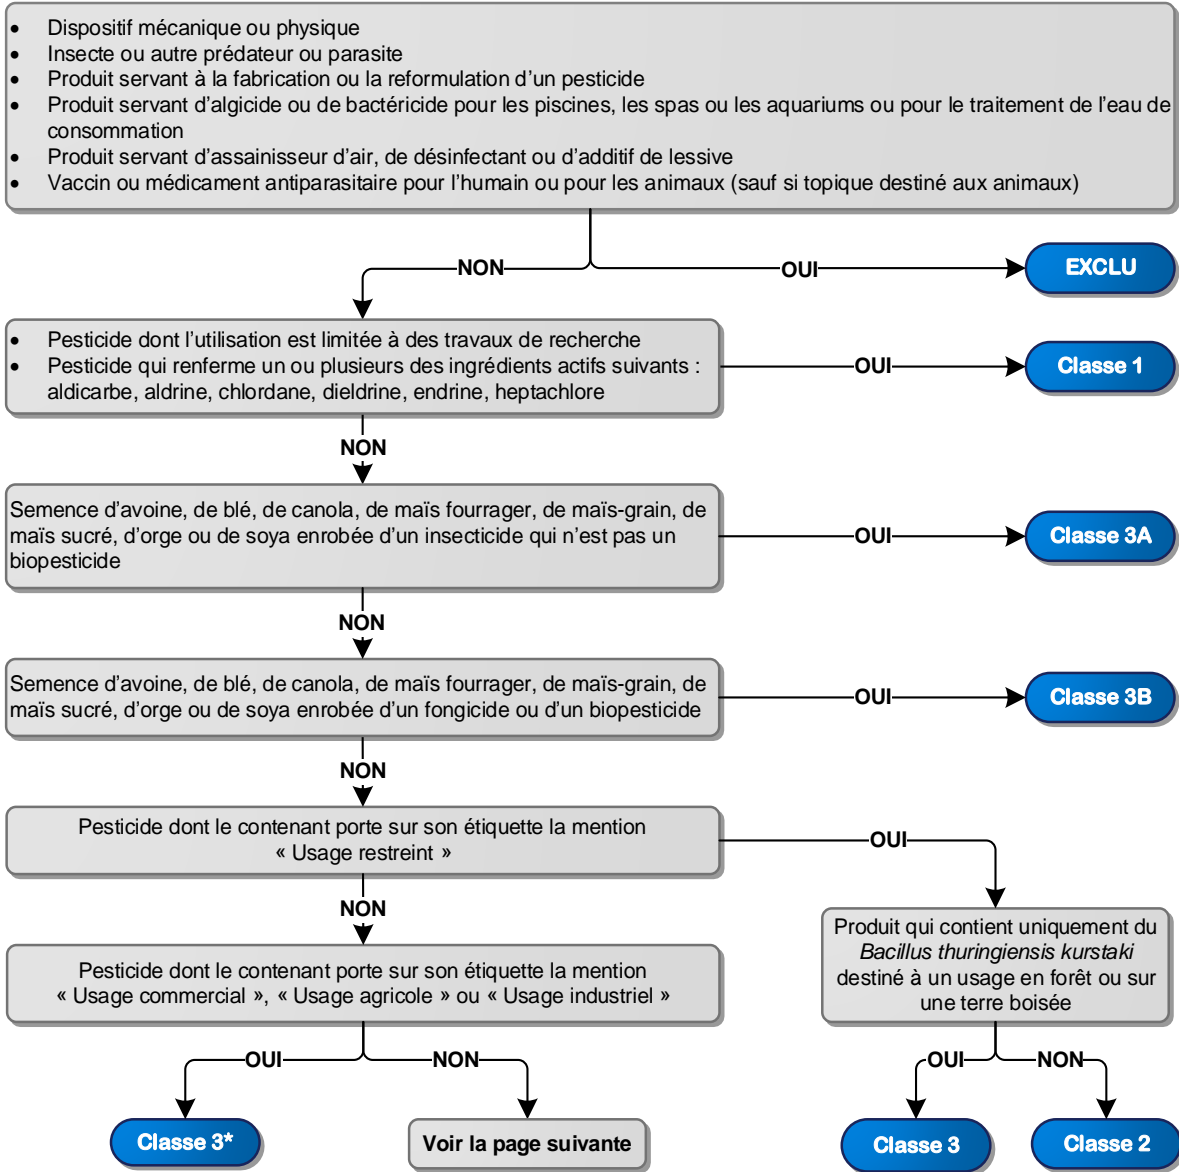 • Dispositif mécanique ou physique
• Insecte ou autre prédateur ou parasite
• Produit servant à la fabrication ou la reformulation d'un pesticide
• Produit servant d'algicide ou de bactéricide pour les piscines, les spas ou les aquariums ou pour le traitement de l'eau de
consommation
• Produit servant d'assainisseur d'air, de désinfectant ou d'additif de lessive
• Vaccin ou médicament antiparasitaire pour l'humain ou pour les animaux (sauf si topique destiné aux animaux)
NON
OUI
EXCLU
• Pesticide dont l'utilisation est limitée à des travaux de recherche
• Pesticide qui renferme un ou plusieurs des ingrédients actifs suivants :
aldicarbe, aldrine, chlordane, dieldrine, endrine, heptachlore
OUI
Classe 1
NON
Semence d'avoine, de blé, de canola, de maïs fourrager, de maïs-grain, de
maïs sucré, d'orge ou de soya enrobée d'un insecticide qui n'est pas un
biopesticide
OUI
Classe 3A
NON
Semence d'avoine, de blé, de canola, de maïs fourrager, de maïs-grain, de
maïs sucré, d'orge ou de soya enrobée d'un fongicide ou d'un biopesticide
OUI
Classe 3B
NON
Pesticide dont le contenant porte sur son étiquette la mention
« Usage restreint »
OUI
NON
Produit qui contient uniquement du
Bacillus thuringiensis kurstaki
destiné à un usage en forêt ou sur
une terre boisée
Pesticide dont le contenant porte sur son étiquette la mention
« Usage commercial », « Usage agricole » ou « Usage industriel »
OUI
NON
OUI
NON
Classe 3*
Voir la page suivante
Classe 3
Classe 2